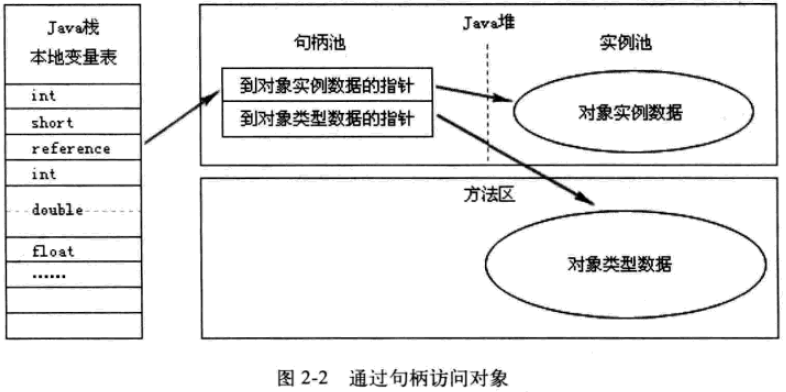 Java栈
本地变量表
int
short
reference
int
double
float
......
Java堆
句柄池
实例池
到对象实例数据的指针
到对象类型数据的指针
对象实例数据
方法区
对象类型数据
图 2-2 通过句柄访问对象